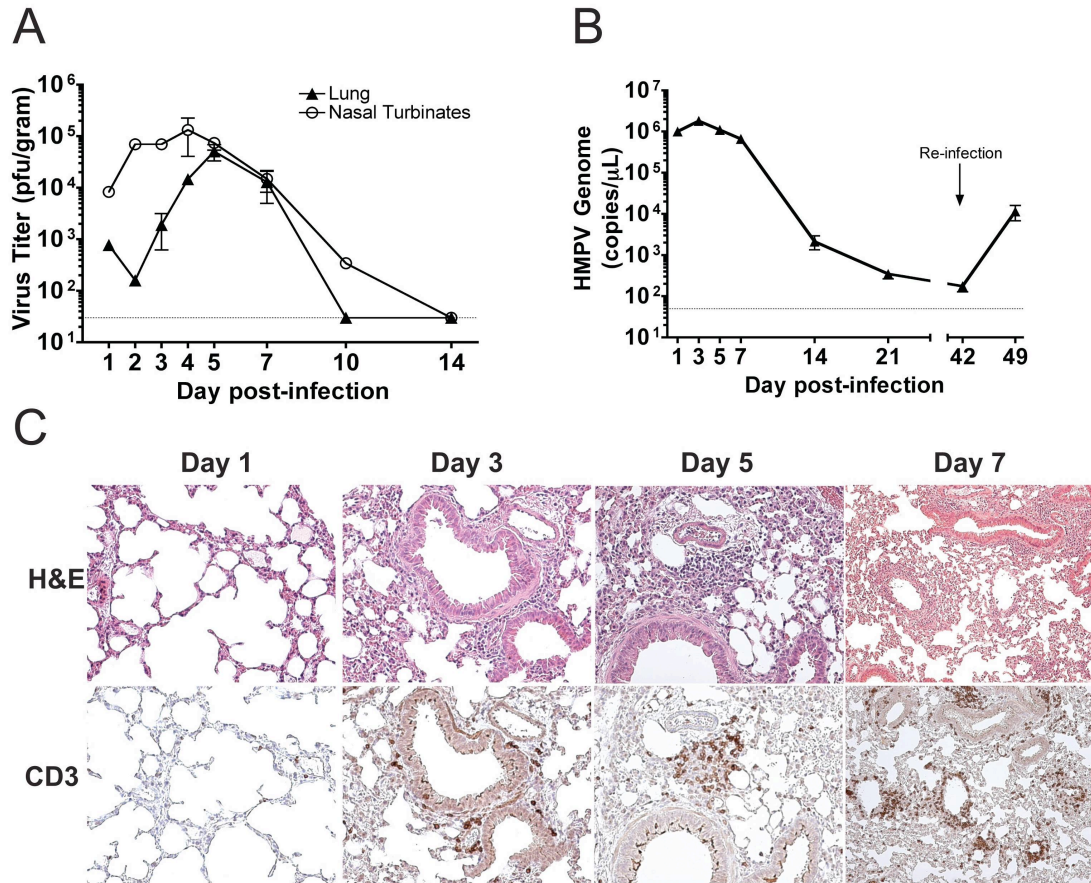 A
Virus Titer (pfu/gram)
10^6
10^5
10^4
10^3
10^2
10^1
Lung
Nasal Turbinates
1 2 3 4 5 7 10 14
Day post-infection
B
HMPV Genome
(copies/μL)
10^7
10^6
10^5
10^4
10^3
10^2
10^1
Re-infection
1 3 5 7 14 21 42 49
Day post-infection
C
Day 1 Day 3 Day 5 Day 7
H&E
CD3